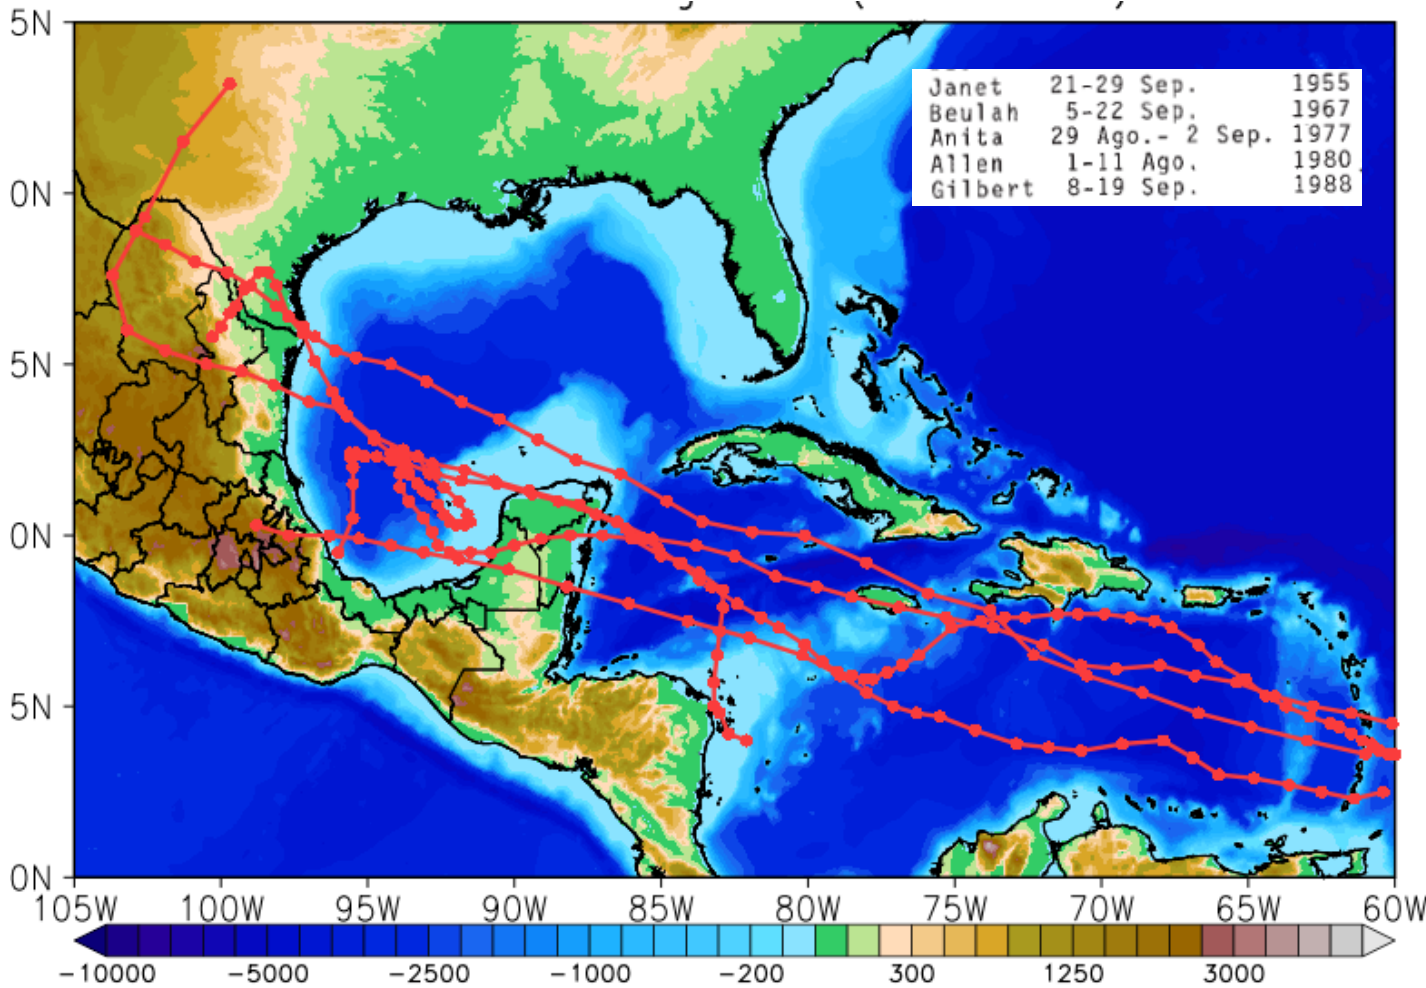 5N
Janet 21-29 Sep. 1955
Beulah 5-22 Sep. 1967
Anita 29 Ago.- 2 Sep. 1977
Allen 1-11 Ago. 1980
Gilbert 8-19 Sep. 1988
0N
5N
0N
5N
0N
105W 100W 95W 90W 85W 80W 75W 70W 65W 60W
-10000 -5000 -2500 -1000 -200 300 1250 3000